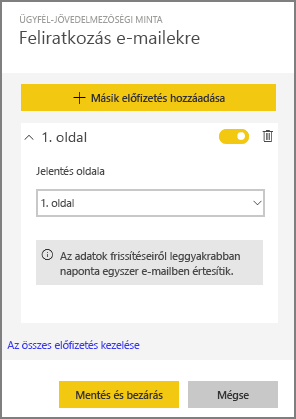 ÜGYFÉL-JÖVEDELMEZŐSÉGI MINTA
Feliratkozás e-mailekre
Másik előfizetés hozzáadása
1. oldal
Jelentés oldala
1. oldal
Az adatok frissítéseiről leggyakrabban
naponta egyszer e-mailben értesítik.
Az összes előfizetés kezelése
Mentés és bezárás
Mégse